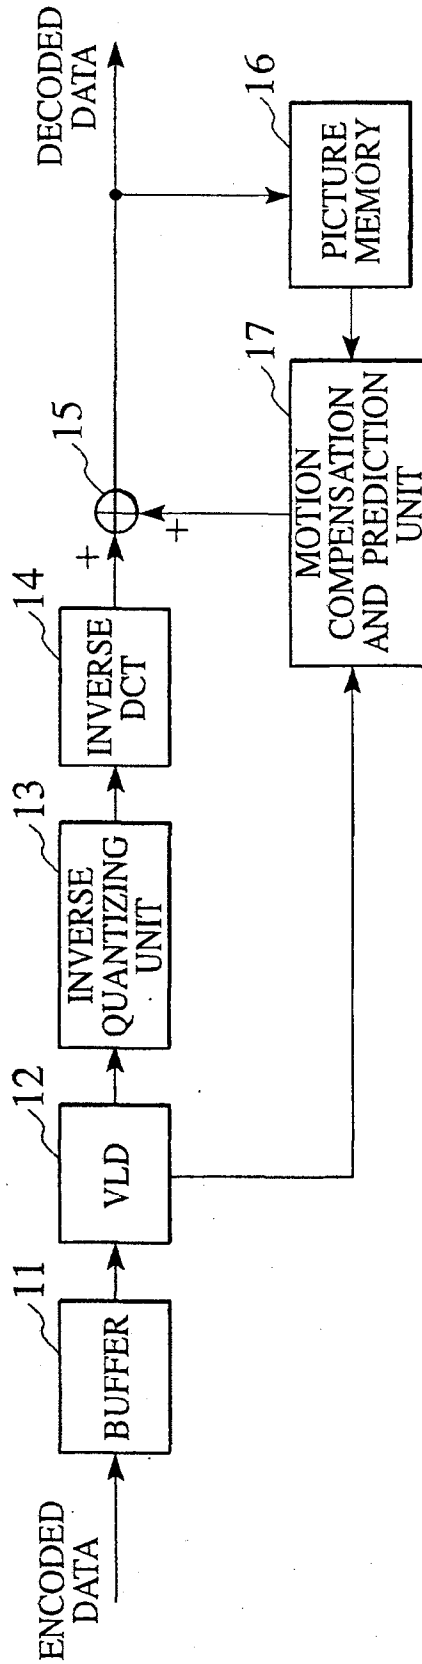 ENCODED
DATA
11
BUFFER
12
VLD
13
INVERSE
QUANTIZING
UNIT
14
INVERSE
DCT
+
15
+
DECODED
DATA
16
PICTURE
MEMORY
17
MOTION
COMPENSATION
AND PREDICTION
UNIT